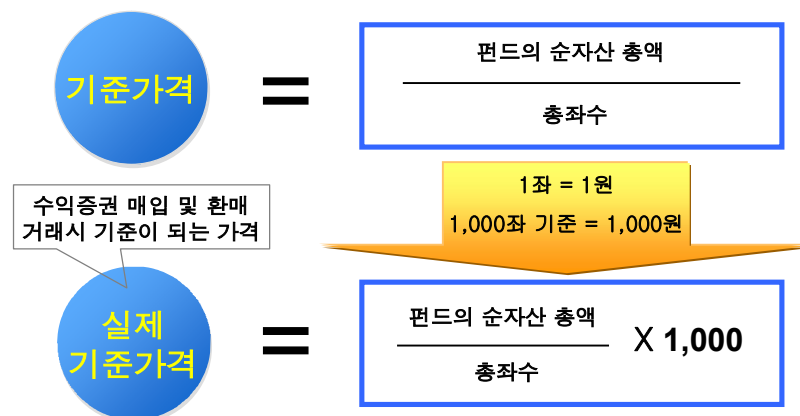 기준가격
=
펀드의 순자산 총액
총좌수
수익증권 매입 및 환매
거래시 기준이 되는 가격
1좌 = 1원
1,000좌 기준 = 1,000원
실제
기준가격
=
펀드의 순자산 총액
총좌수
X 1,000